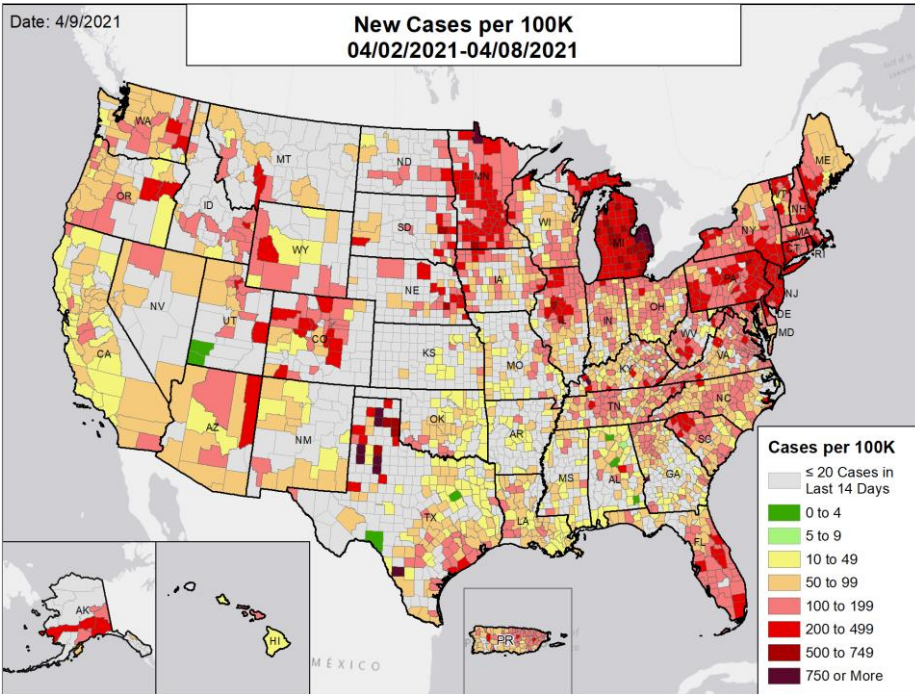 Date: 4/9/2021
New Cases per 100K
04/02/2021-04/08/2021
WA
MT
ND
MN
ME
OR
ID
WY
SD
WI
MI
NY
VT
NH
MA
CT
RI
NV
UT
CO
NE
IA
IL
IN
OH
PA
NJ
DE
MD
CA
KS
MO
KY
WV
VA
AZ
NM
OK
AR
TN
NC
SC
TX
LA
MS
AL
GA
FL
AK
HI
PR
MÉXICO
Cases per 100K
≤ 20 Cases in
Last 14 Days
0 to 4
5 to 9
10 to 49
50 to 99
100 to 199
200 to 499
500 to 749
750 or More